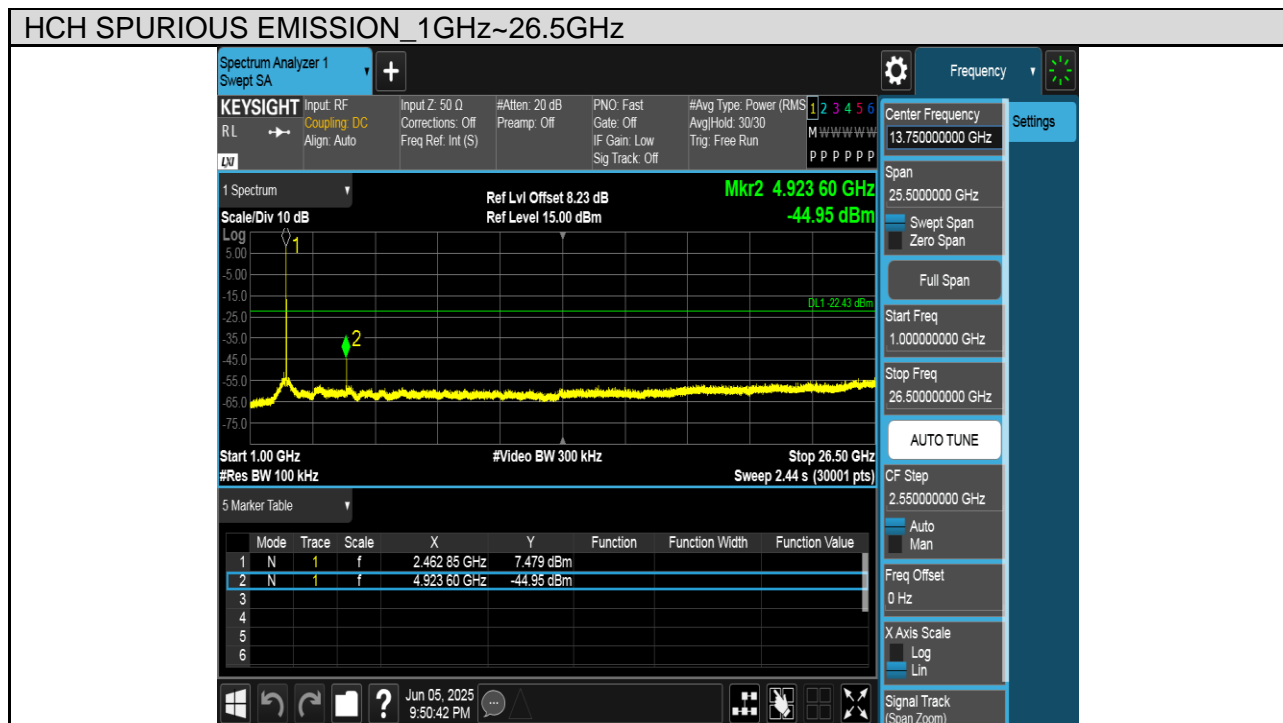 HCH SPURIOUS EMISSION_1GHz~26.5GHz
Spectrum Analyzer 1
Swept SA
Frequency
KEYSIGHT
RL
LXI
Input: RF
Coupling: DC
Align: Auto
Input Z: 50 Ω
Corrections: Off
Freq Ref: Int (S)
#Atten: 20 dB
Preamp: Off
PNO: Fast
Gate: Off
IF Gain: Low
Sig Track: Off
#Avg Type: Power (RMS
Avg|Hold: 30/30
Trig: Free Run
1 2 3 4 5 6
M W W W W W
P P P P P P
1 Spectrum
Scale/Div 10 dB
Ref Lvl Offset 8.23 dB
Ref Level 15.00 dBm
Mkr2 4.923 60 GHz
-44.95 dBm
Log
5.00
-5.00
-15.0
-25.0
-35.0
-45.0
-55.0
-65.0
-75.0
1
2
DL1 -22.43 dBm
Start 1.00 GHz
#Video BW 300 kHz
Stop 26.50 GHz
#Res BW 100 kHz
Sweep 2.44 s (30001 pts)
5 Marker Table
Mode Trace Scale X Y Function Function Width Function Value
1 N 1 f 2.462 85 GHz 7.479 dBm
2 N 1 f 4.923 60 GHz -44.95 dBm
3
4
5
6
?
Jun 05, 2025
9:50:42 PM
Center Frequency
13.750000000 GHz
Settings
Span
25.5000000 GHz
Swept Span
Zero Span
Full Span
Start Freq
1.000000000 GHz
Stop Freq
26.500000000 GHz
AUTO TUNE
CF Step
2.550000000 GHz
Auto
Man
Freq Offset
0 Hz
X Axis Scale
Log
Lin
Signal Track
(Span Zoom)